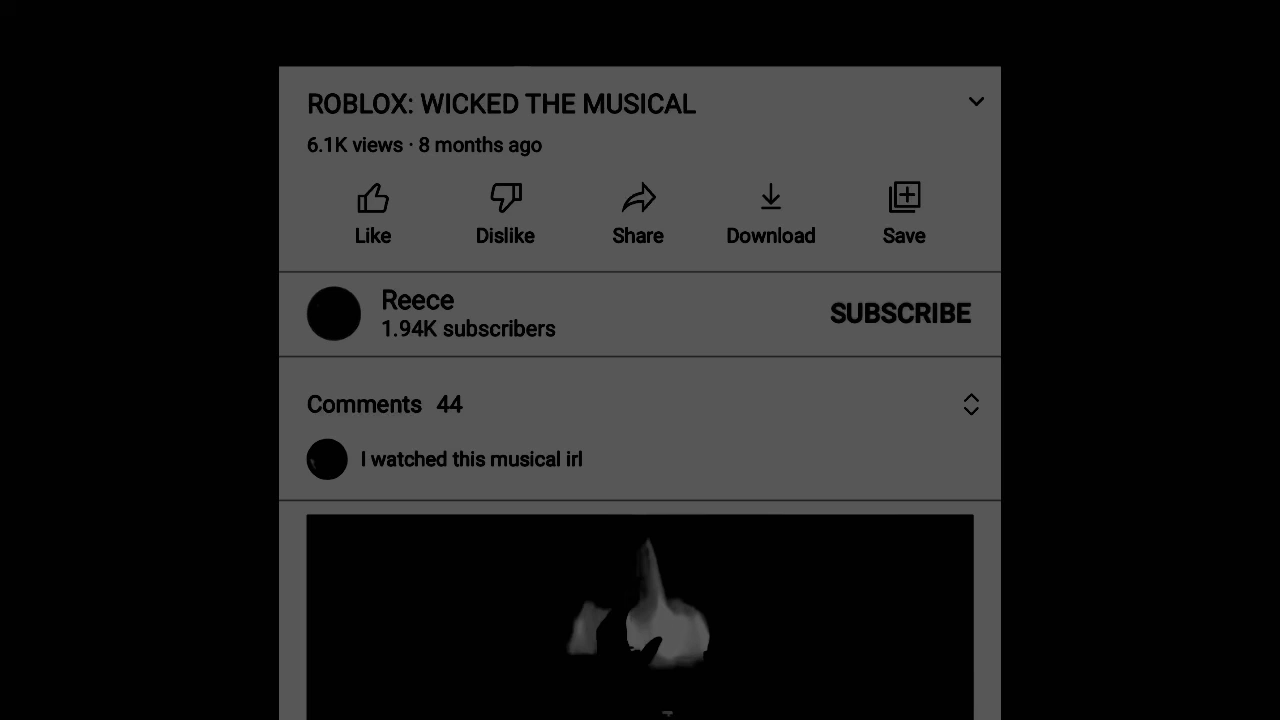 ROBLOX: WICKED THE MUSICAL
6.1K views · 8 months ago
Like Dislike Share Download Save
Reece
1.94K subscribers
SUBSCRIBE
Comments 44
I watched this musical irl